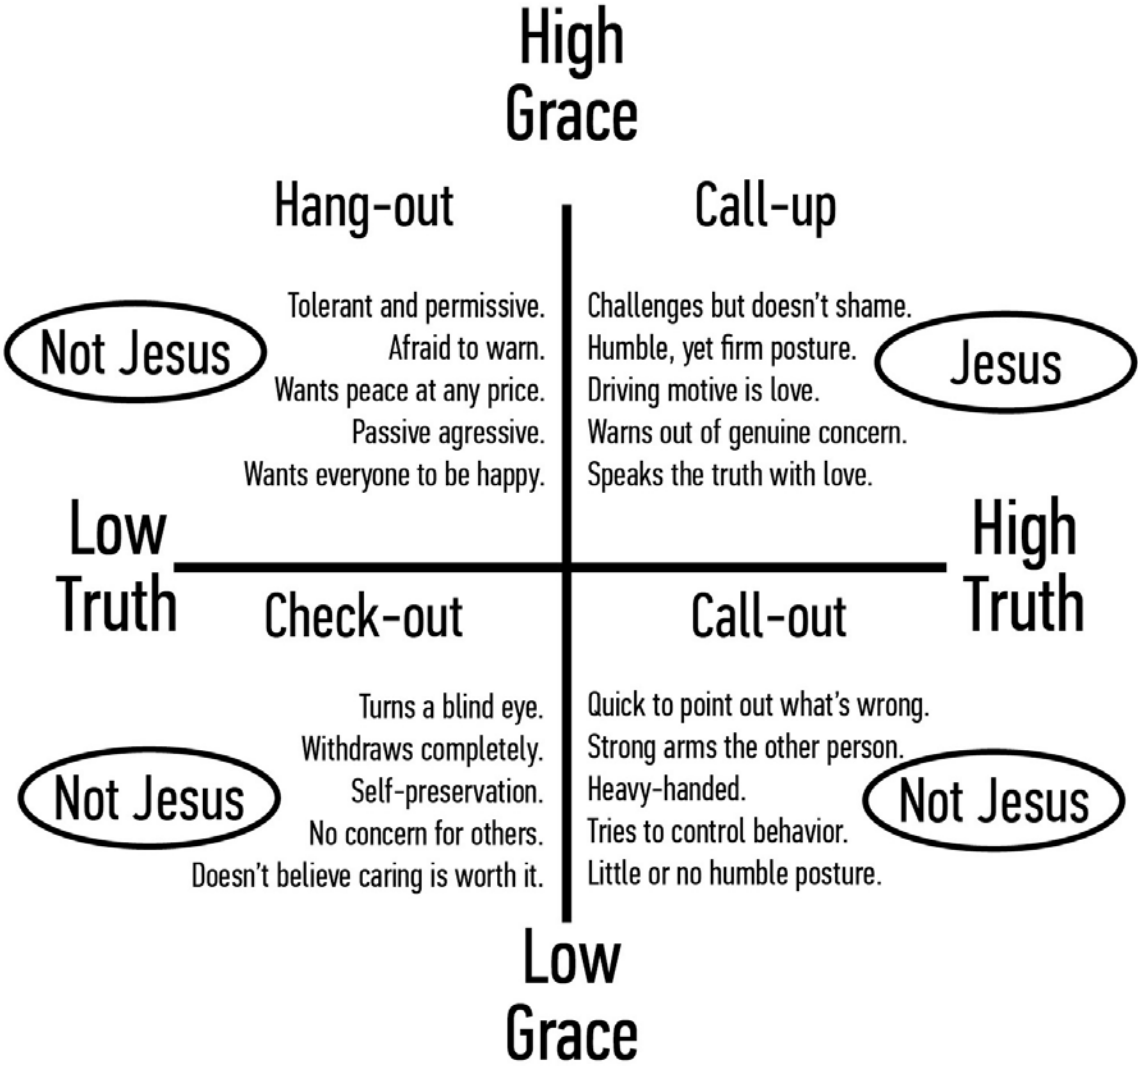 High
Grace
Hang-out
Call-up
Tolerant and permissive.
Afraid to warn.
Wants peace at any price.
Passive agressive.
Wants everyone to be happy.
Not Jesus
Challenges but doesn't shame.
Humble, yet firm posture.
Driving motive is love.
Warns out of genuine concern.
Speaks the truth with love.
Jesus
Low
Truth
High
Truth
Check-out
Call-out
Turns a blind eye.
Withdraws completely.
Self-preservation.
No concern for others.
Doesn't believe caring is worth it.
Not Jesus
Quick to point out what's wrong.
Strong arms the other person.
Heavy-handed.
Tries to control behavior.
Little or no humble posture.
Not Jesus
Low
Grace